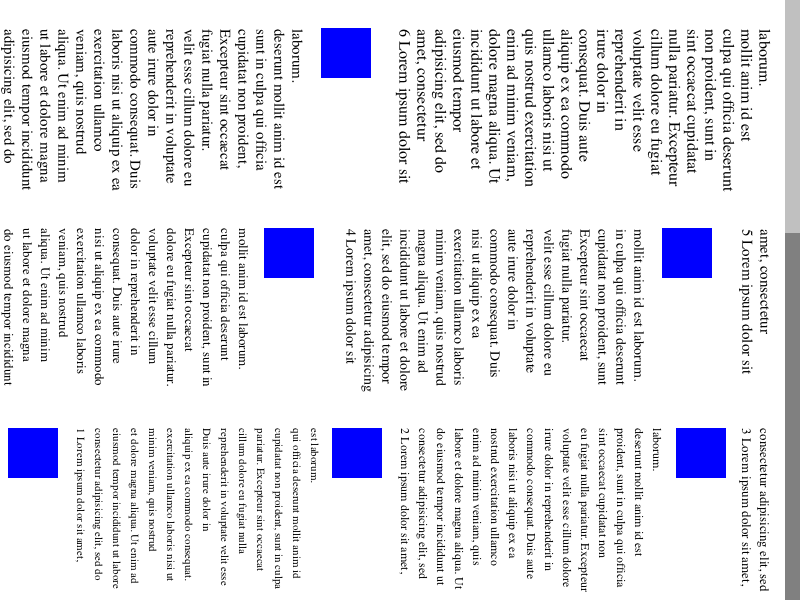 1 Lorem ipsum dolor sit amet,
consectetur adipisicing elit, sed do
eiusmod tempor incididunt ut labore
et dolore magna aliqua. Ut enim ad
minim veniam, quis nostrud
exercitation ullamco laboris nisi ut
aliquip ex ea commodo consequat.
Duis aute irure dolor in
reprehenderit in voluptate velit esse
cillum dolore eu fugiat nulla
pariatur. Excepteur sint occaecat
cupidatat non proident, sunt in culpa
qui officia deserunt mollit anim id
est laborum.
2 Lorem ipsum dolor sit amet,
consectetur adipisicing elit, sed
do eiusmod tempor incididunt ut
labore et dolore magna aliqua. Ut
enim ad minim veniam, quis
nostrud exercitation ullamco
laboris nisi ut aliquip ex ea
commodo consequat. Duis aute
irure dolor in reprehenderit in
voluptate velit esse cillum dolore
eu fugiat nulla pariatur. Excepteur
sint occaecat cupidatat non
proident, sunt in culpa qui officia
deserunt mollit anim id est
laborum.
3 Lorem ipsum dolor sit amet,
consectetur adipisicing elit, sed
do eiusmod tempor incididunt
ut labore et dolore magna
aliqua. Ut enim ad minim
veniam, quis nostrud
exercitation ullamco laboris
nisi ut aliquip ex ea commodo
consequat. Duis aute irure
dolor in reprehenderit in
voluptate velit esse cillum
dolore eu fugiat nulla pariatur.
Excepteur sint occaecat
cupidatat non proident, sunt in
culpa qui officia deserunt
mollit anim id est laborum.
4 Lorem ipsum dolor sit
amet, consectetur adipisicing
elit, sed do eiusmod tempor
incididunt ut labore et dolore
magna aliqua. Ut enim ad
minim veniam, quis nostrud
exercitation ullamco laboris
nisi ut aliquip ex ea
commodo consequat. Duis
aute irure dolor in
reprehenderit in voluptate
velit esse cillum dolore eu
fugiat nulla pariatur.
Excepteur sint occaecat
cupidatat non proident, sunt
in culpa qui officia deserunt
mollit anim id est laborum.
5 Lorem ipsum dolor sit
amet, consectetur
adipisicing elit, sed do
eiusmod tempor incididunt
ut labore et dolore magna
aliqua. Ut enim ad minim
veniam, quis nostrud
exercitation ullamco
laboris nisi ut aliquip ex ea
commodo consequat. Duis
aute irure dolor in
reprehenderit in voluptate
velit esse cillum dolore eu
fugiat nulla pariatur.
Excepteur sint occaecat
cupidatat non proident,
sunt in culpa qui officia
deserunt mollit anim id est
laborum.
6 Lorem ipsum dolor sit
amet, consectetur
adipisicing elit, sed do
eiusmod tempor
incididunt ut labore et
dolore magna aliqua. Ut
enim ad minim veniam,
quis nostrud exercitation
ullamco laboris nisi ut
aliquip ex ea commodo
consequat. Duis aute
irure dolor in
reprehenderit in
voluptate velit esse
cillum dolore eu fugiat
nulla pariatur. Excepteur
sint occaecat cupidatat
non proident, sunt in
culpa qui officia deserunt
mollit anim id est
laborum.